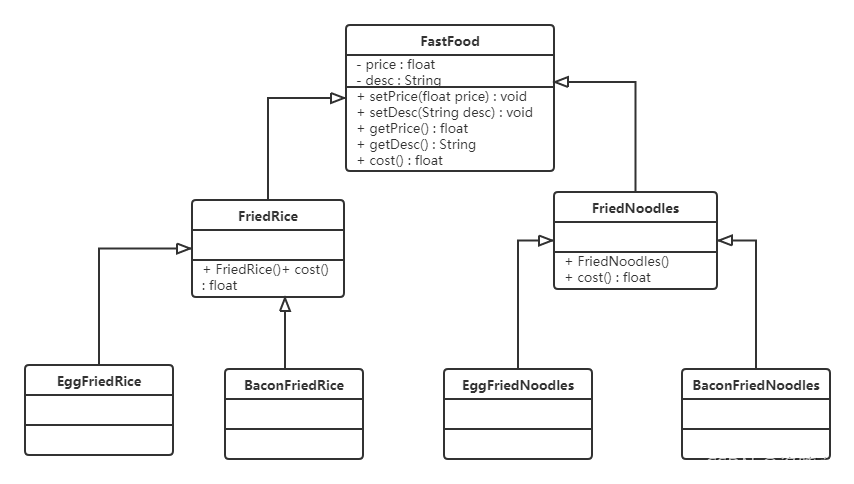 FastFood
- price : float
- desc : String
+ setPrice(float price) : void
+ setDesc(String desc) : void
+ getPrice() : float
+ getDesc() : String
+ cost() : float
FriedRice
+ FriedRice()+ cost()
: float
FriedNoodles
+ FriedNoodles()
+ cost() : float
EggFriedRice
BaconFriedRice
EggFriedNoodles
BaconFriedNoodles